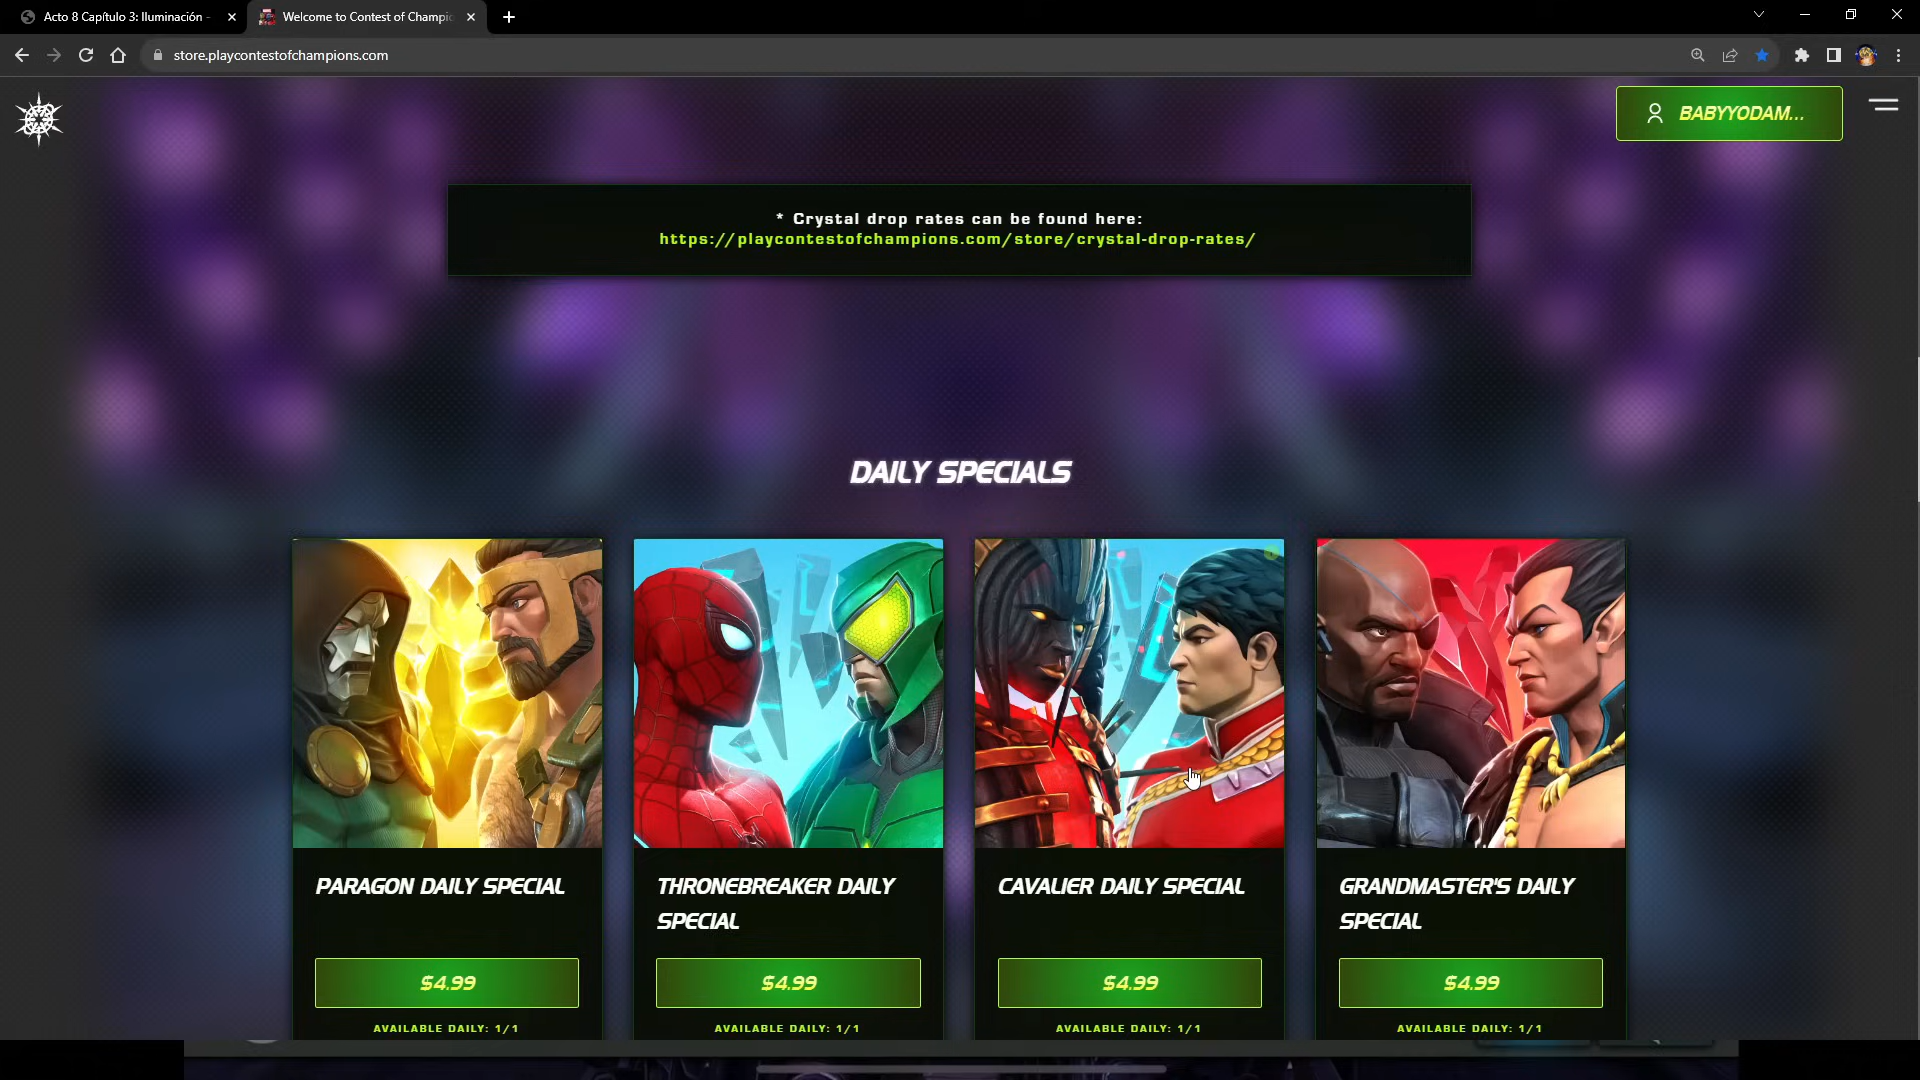 Acto 8 Capítulo 3: Iluminación -
Welcome to Contest of Champi
store.playcontestofchampions.com
BABYYODAM...
* Crystal drop rates can be found here:
https://playcontestofchampions.com/store/crystal-drop-rates/
DAILY SPECIALS
PARAGON DAILY SPECIAL
$4.99
AVAILABLE DAILY: 1/1
THRONEBREAKER DAILY
SPECIAL
$4.99
AVAILABLE DAILY: 1/1
CAVALIER DAILY SPECIAL
$4.99
AVAILABLE DAILY: 1/1
GRANDMASTER'S DAILY
SPECIAL
$4.99
AVAILABLE DAILY: 1/1